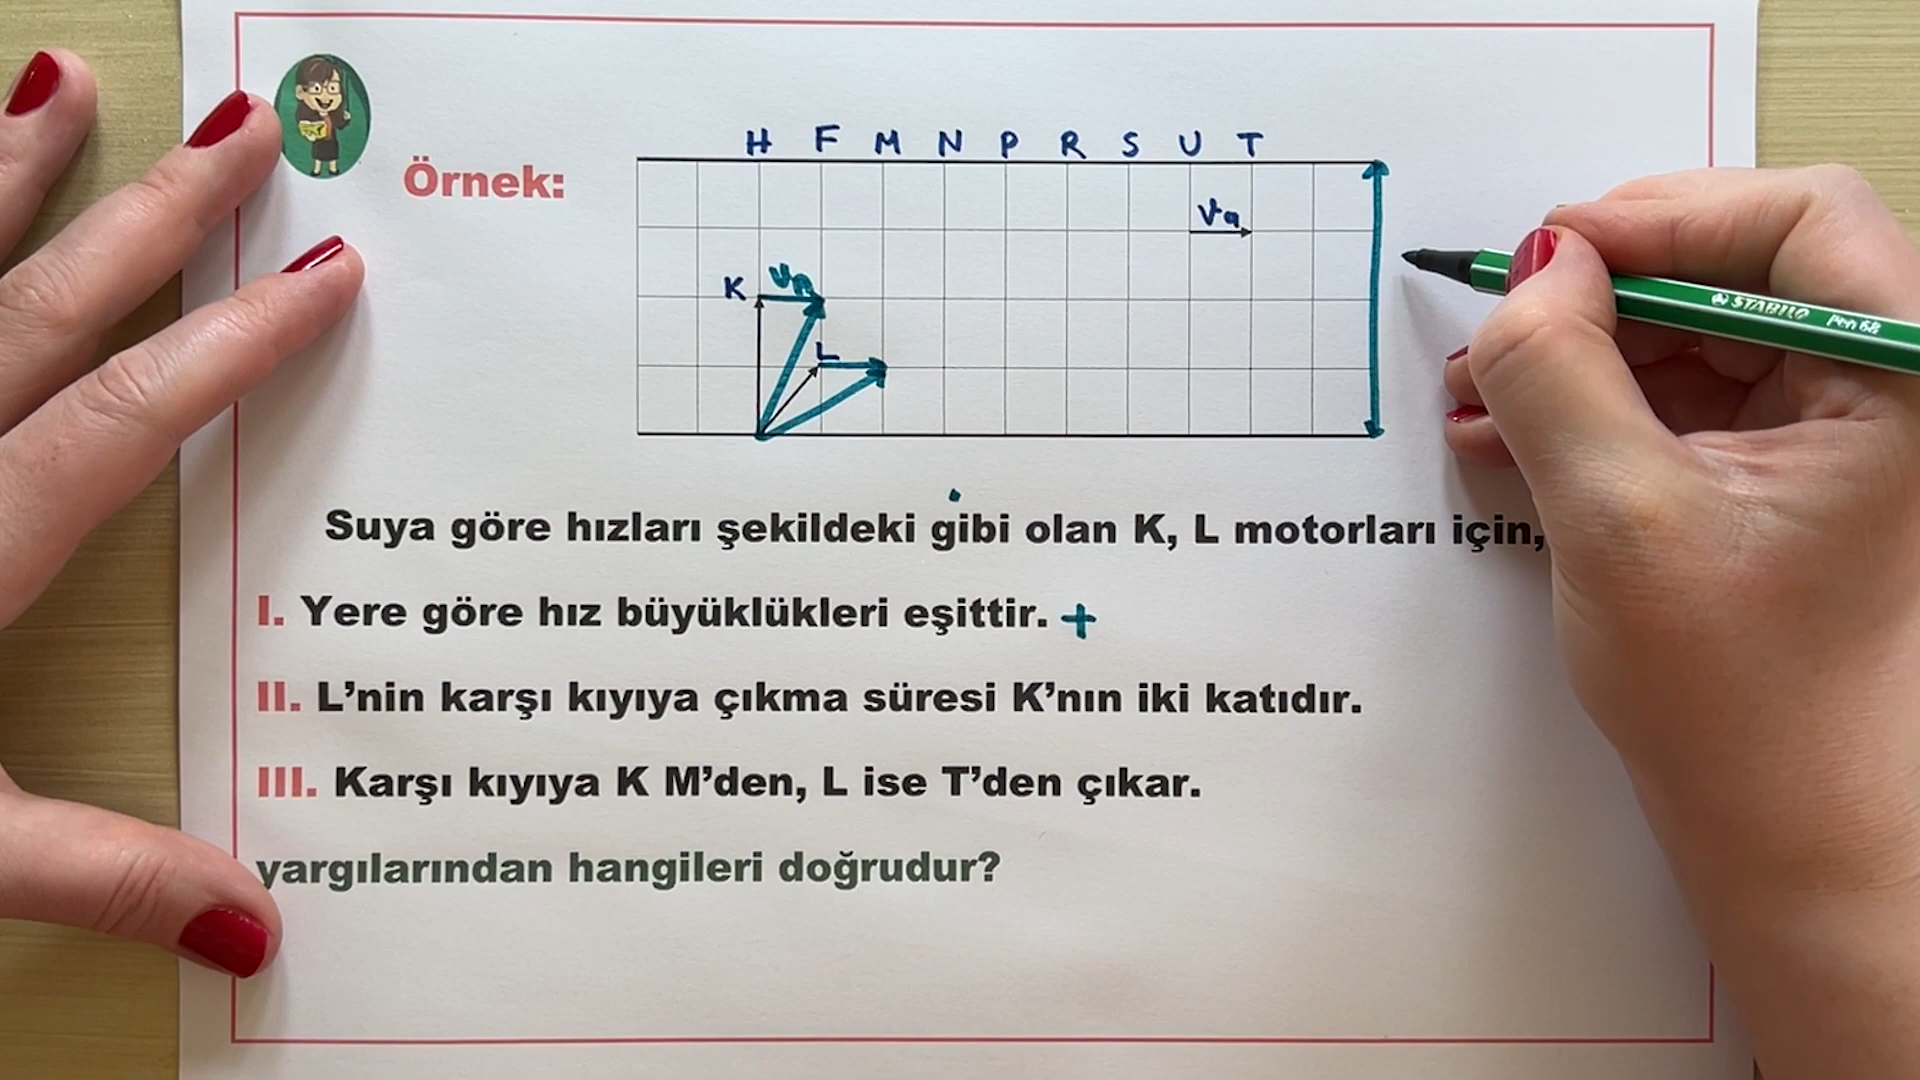 H F M N P R S U T
Örnek:
Va
K Va
L
Suya göre hızları şekildeki gibi olan K, L motorları için,
I. Yere göre hız büyüklükleri eşittir. +
II. L’nin karşı kıyıya çıkma süresi K’nın iki katıdır.
III. Karşı kıyıya K M’den, L ise T’den çıkar.
yargılarından hangileri doğrudur?
STABILO Pen 68